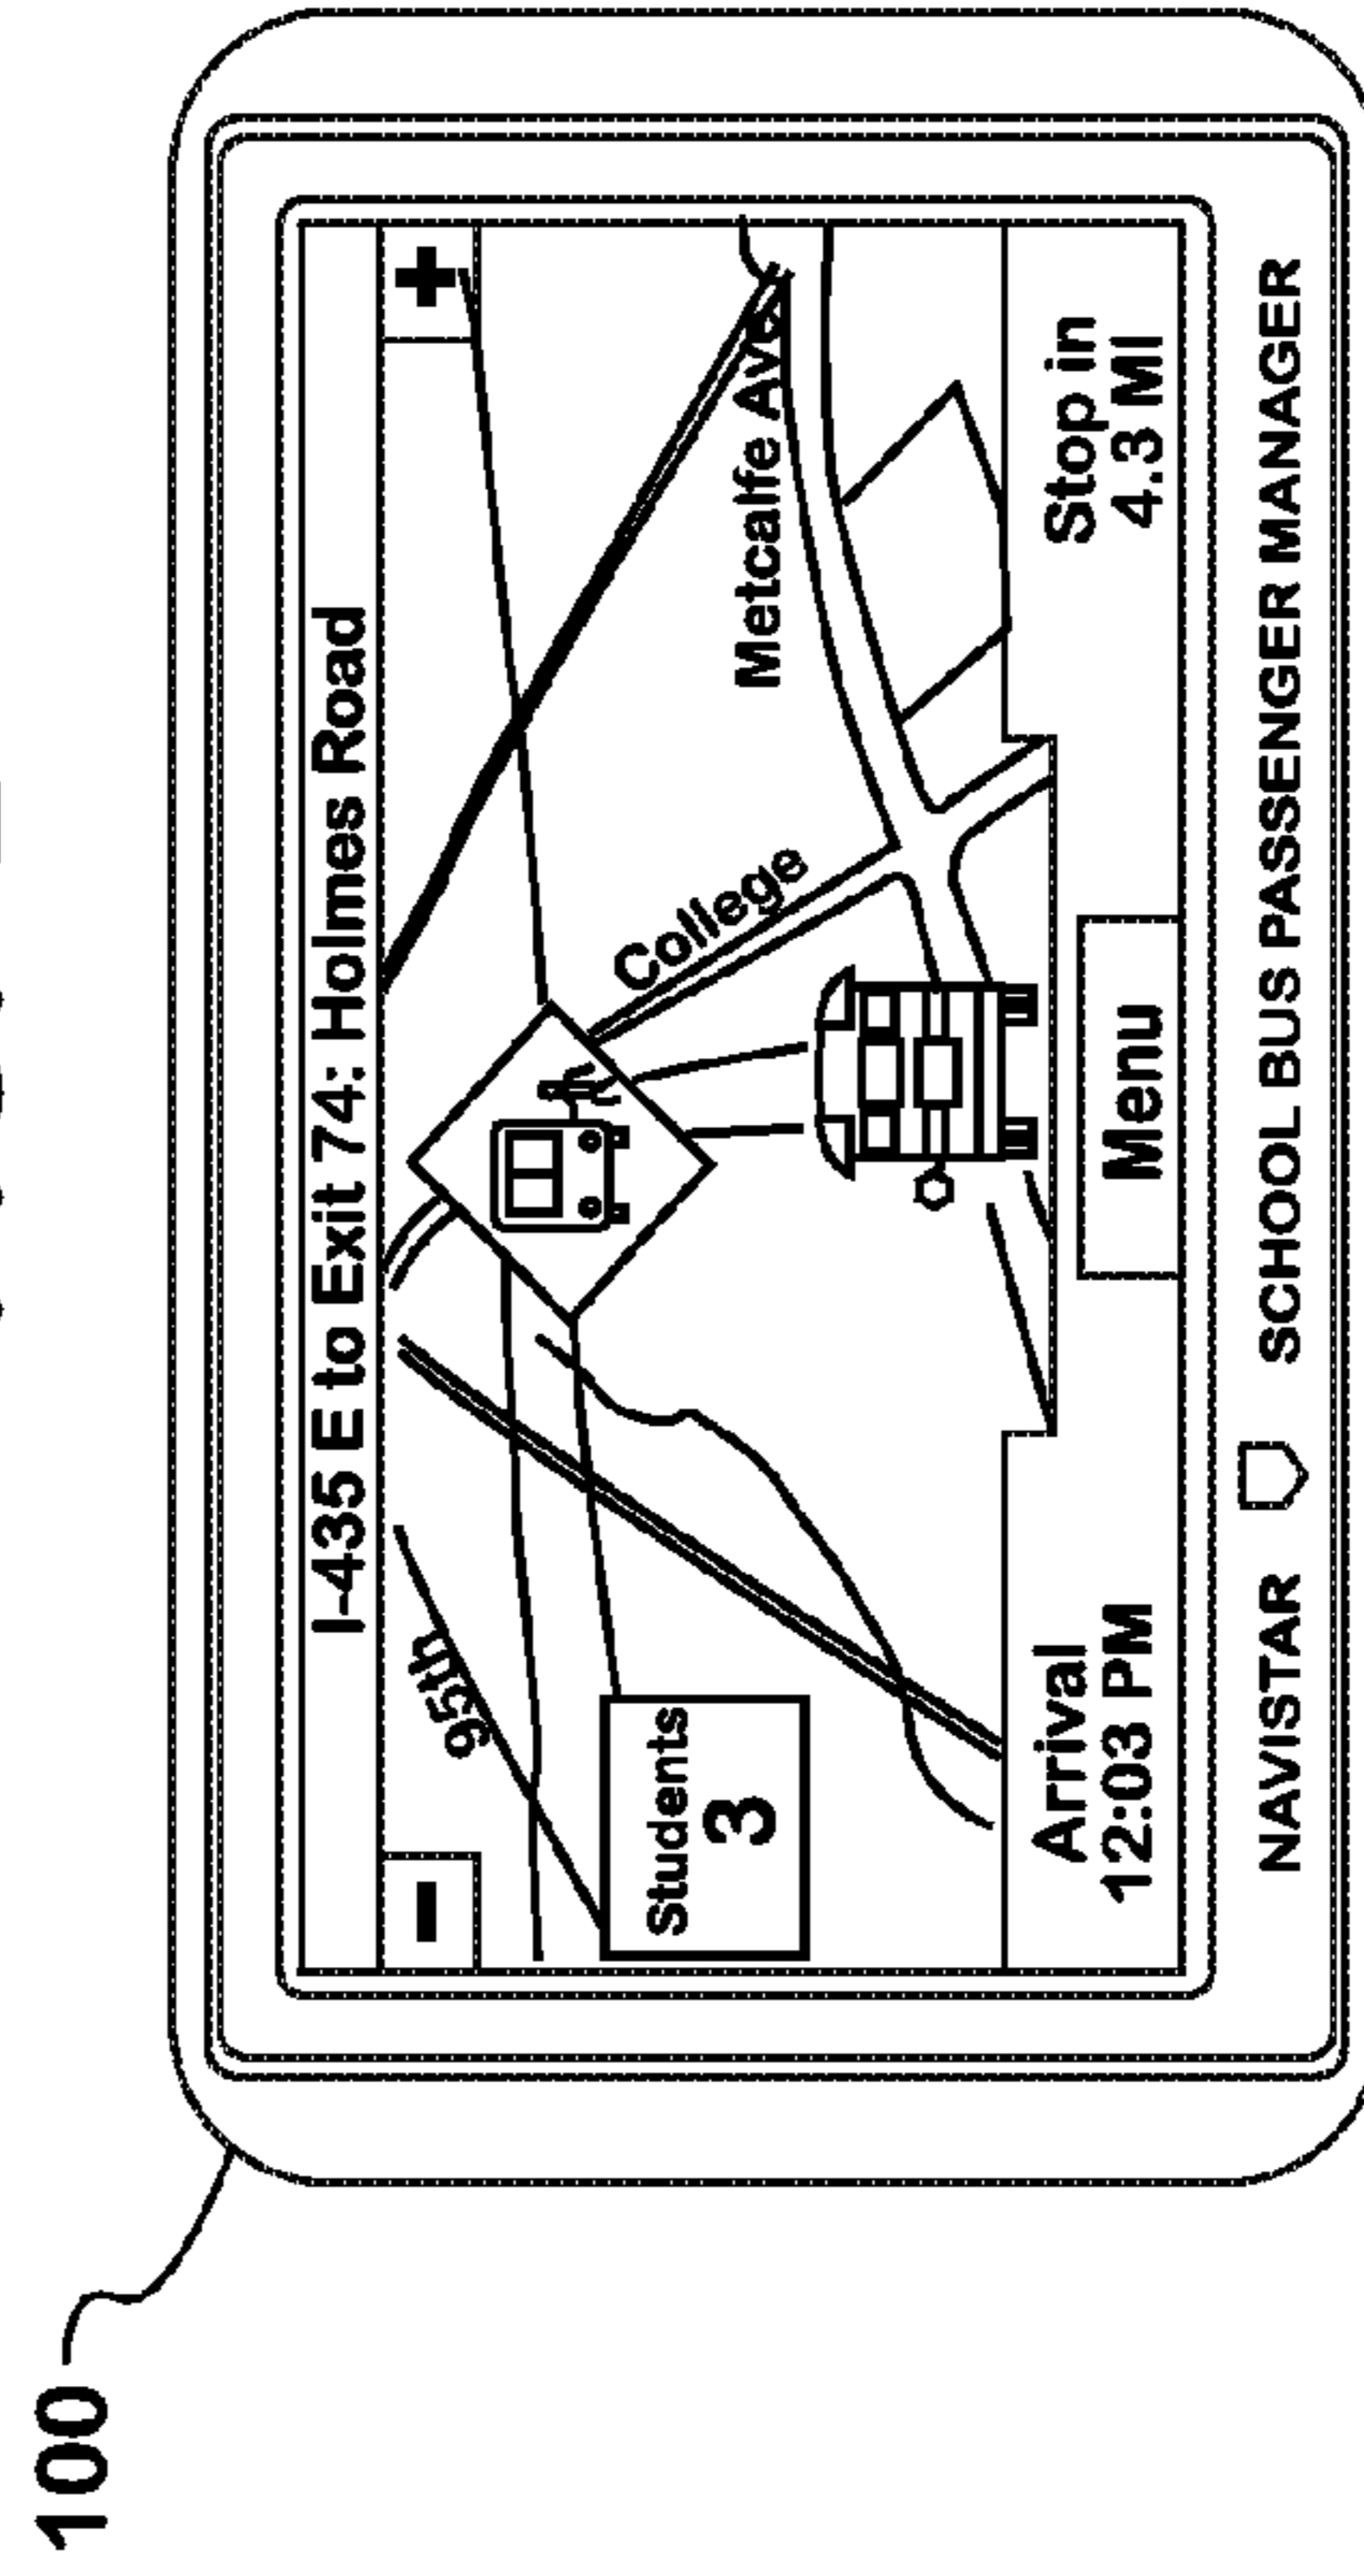 100
I-435 E to Exit 74: Holmes Road
95th
College
Metcalfe Ave
Students
3
Arrival
12:03 PM
Menu
Stop in
4.3 MI
NAVISTAR SCHOOL BUS PASSENGER MANAGER